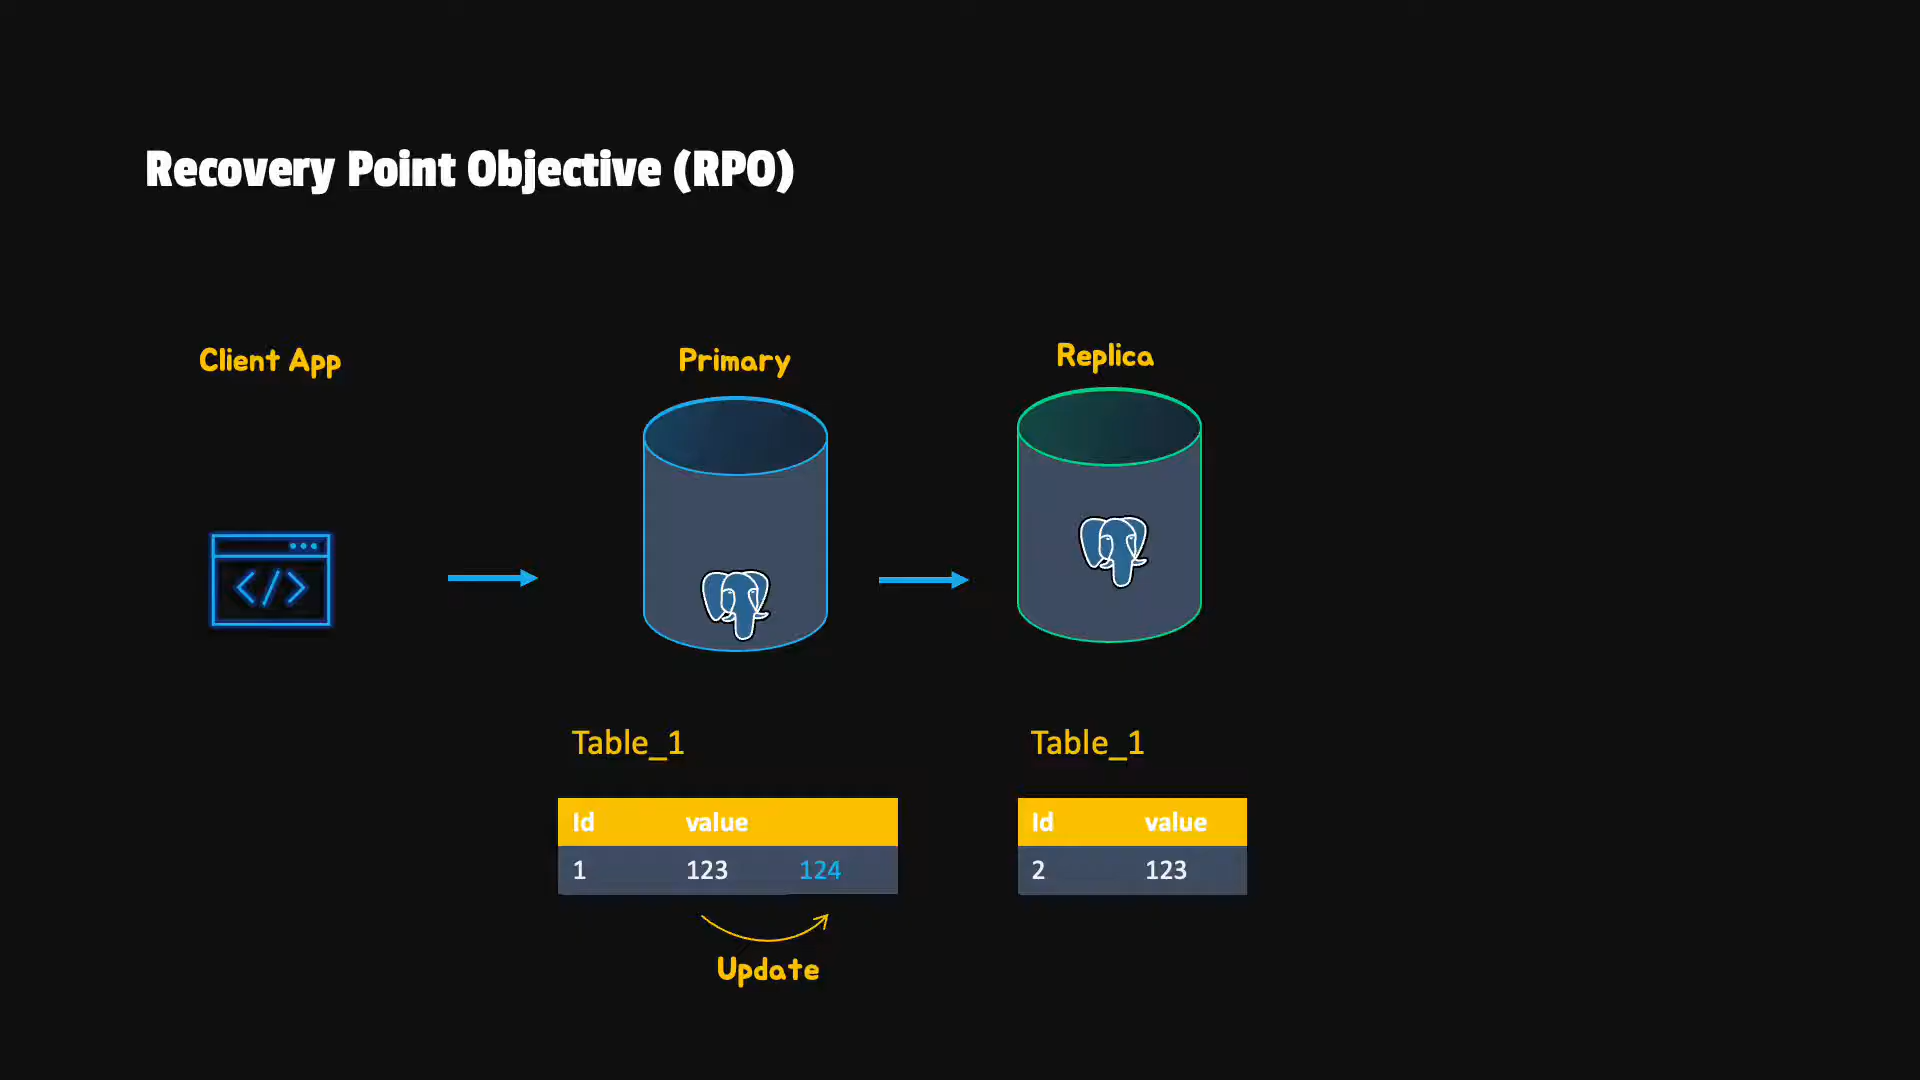 Recovery Point Objective (RPO)
Client App
Primary
Replica
</>
Table_1
Id value
1 123 124
Update
Table_1
Id value
2 123